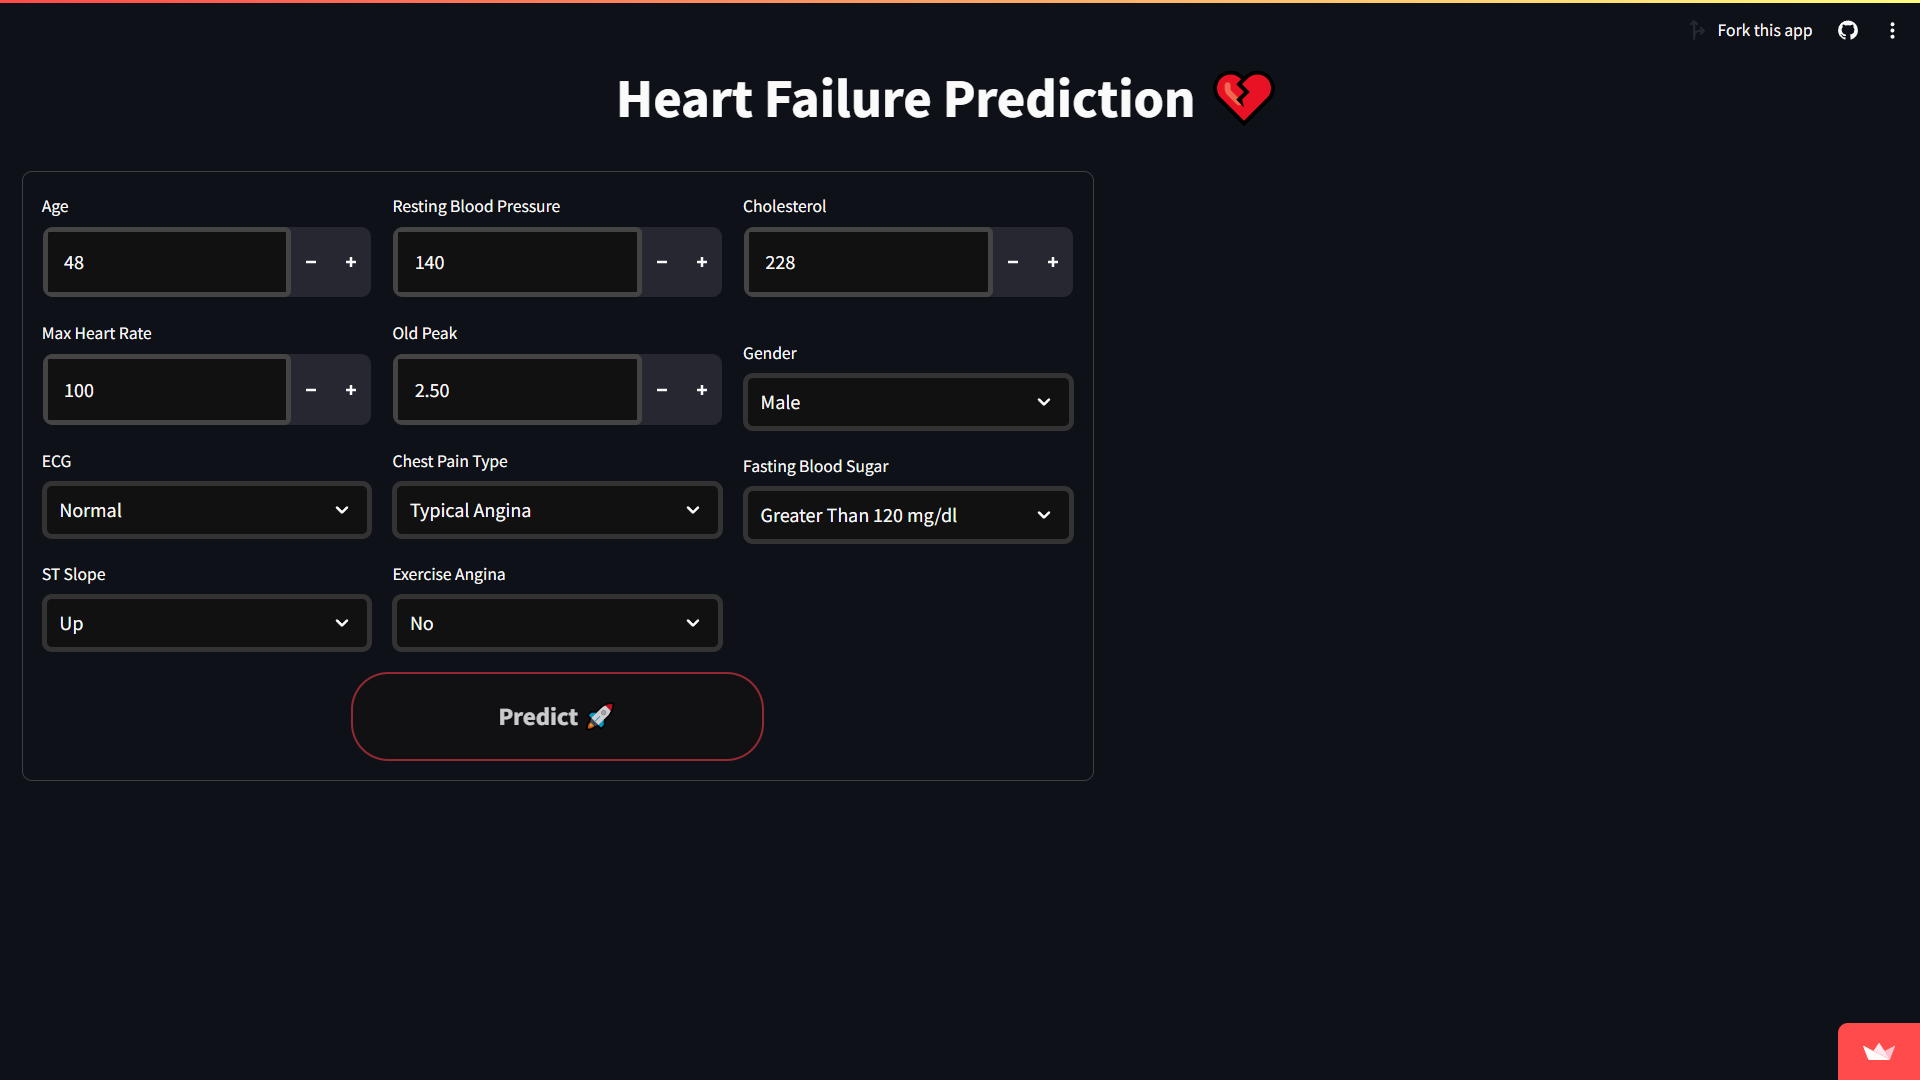 Fork this app
Heart Failure Prediction 💔
Age
Resting Blood Pressure
Cholesterol
48
140
228
Max Heart Rate
Old Peak
Gender
100
2.50
Male
ECG
Chest Pain Type
Fasting Blood Sugar
Normal
Typical Angina
Greater Than 120 mg/dl
ST Slope
Exercise Angina
Up
No
Predict 🚀